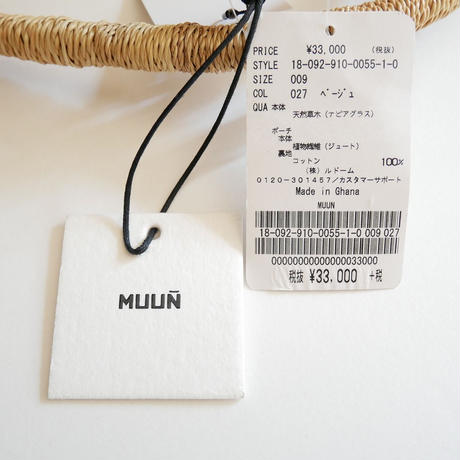 PRICE ¥33,000 (税抜)
STYLE 18-092-910-0055-1-0
SIZE 009
COL 027 ベージュ
QUA 本体
天然草木(ナピアグラス)
ポーチ
本体
植物繊維(ジュート)
裏地
コットン 100%
(株)ルドーム
0120-301457/カスタマーサポート
Made in Ghana
MUUN
18-092-910-0055-1-0 009 027
0000000000000000033000
税抜 ¥33,000 +税
MUUÑ